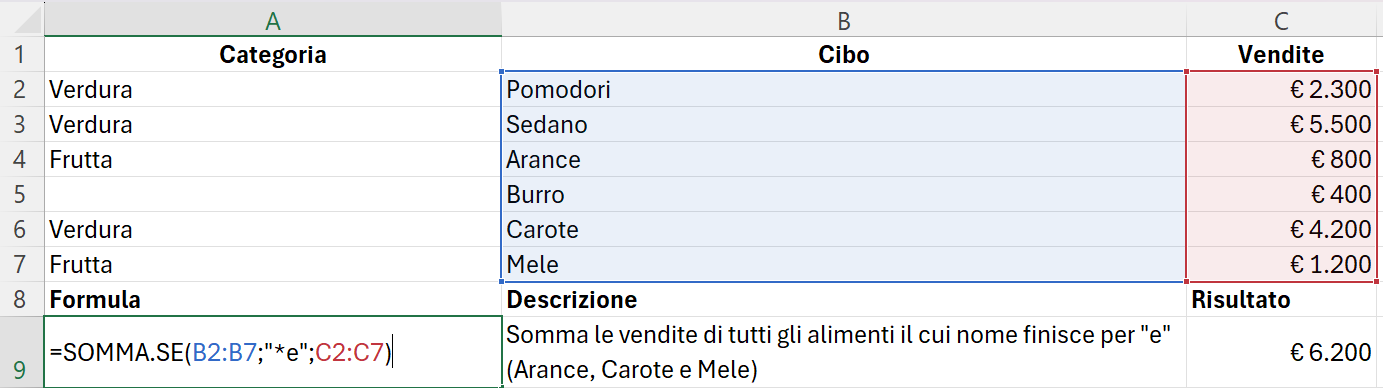 A B C
1 Categoria Cibo Vendite
2 Verdura Pomodori € 2.300
3 Verdura Sedano € 5.500
4 Frutta Arance € 800
5 Burro € 400
6 Verdura Carote € 4.200
7 Frutta Mele € 1.200
8 Formula Descrizione Risultato
9 =SOMMA.SE(B2:B7;"*e";C2:C7) Somma le vendite di tutti gli alimenti il cui nome finisce per "e" € 6.200
(Arance, Carote e Mele)